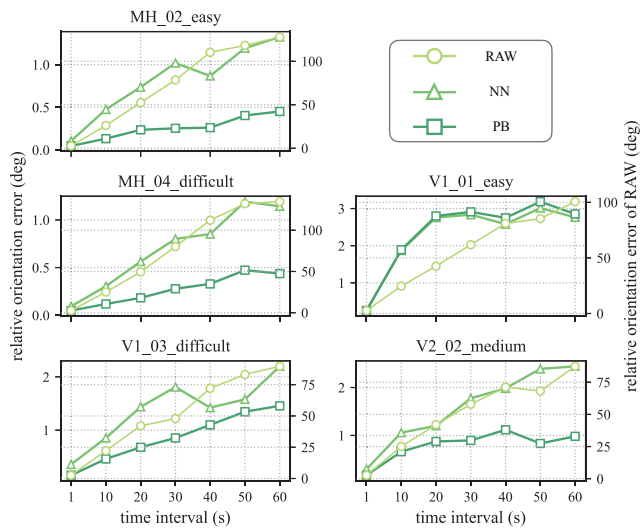 MH_02_easy
1.0
0.5
0.0
100
50
0
RAW
NN
PB
relative orientation error (deg)
relative orientation error of RAW (deg)
MH_04_difficult
1.0
0.5
0.0
100
50
0
V1_01_easy
3
2
1
100
75
50
25
0
V1_03_difficult
2
1
75
50
25
0
1 10 20 30 40 50 60
time interval (s)
V2_02_medium
2
1
75
50
25
0
1 10 20 30 40 50 60
time interval (s)